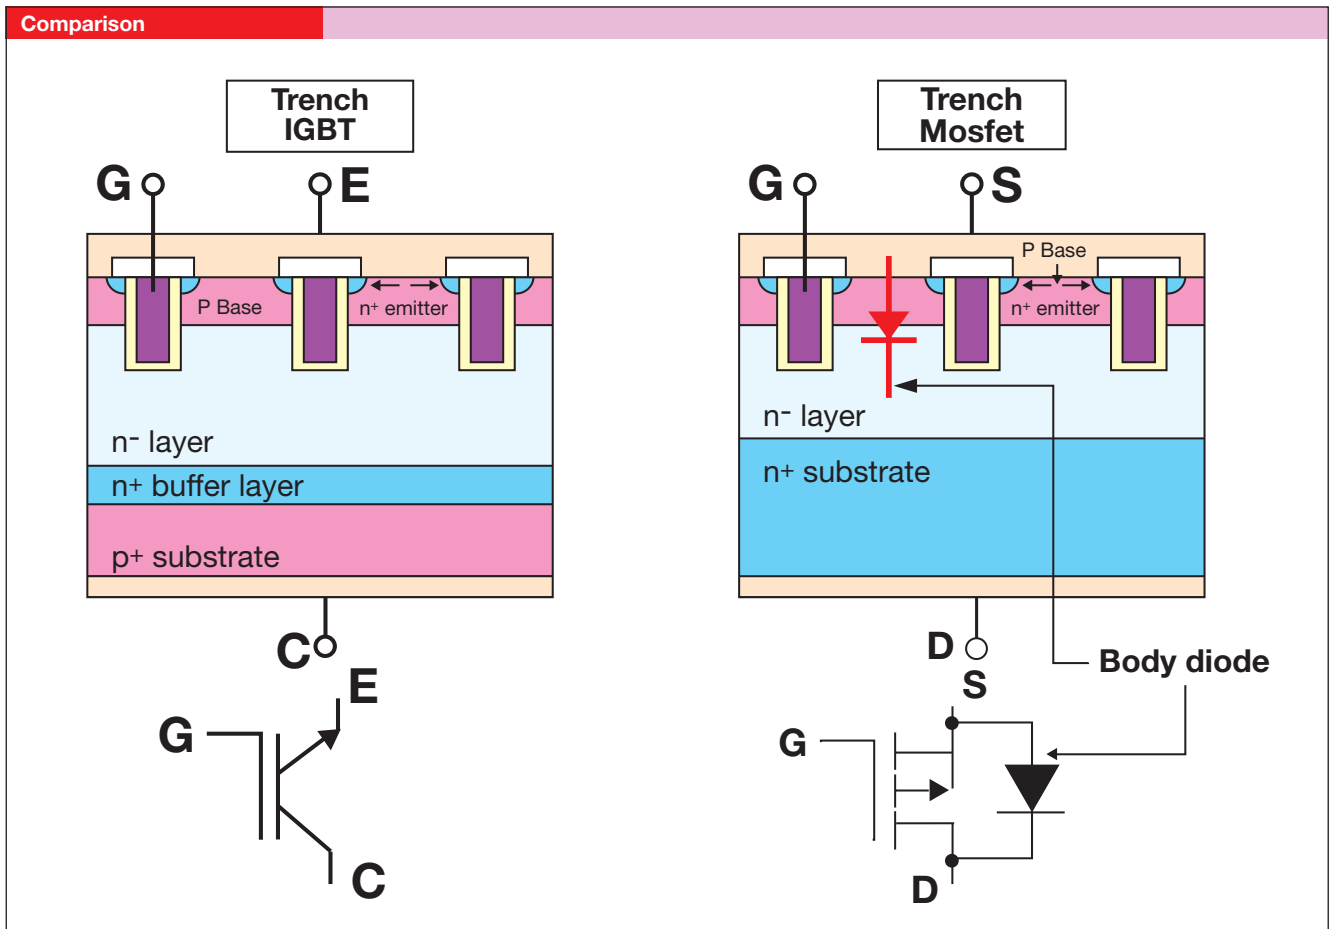 Comparison
Trench
IGBT
G
E
P Base
n+ emitter
n- layer
n+ buffer layer
p+ substrate
C
E
G
C
Trench
Mosfet
G
S
P Base
n+ emitter
n- layer
n+ substrate
D
Body diode
S
G
D